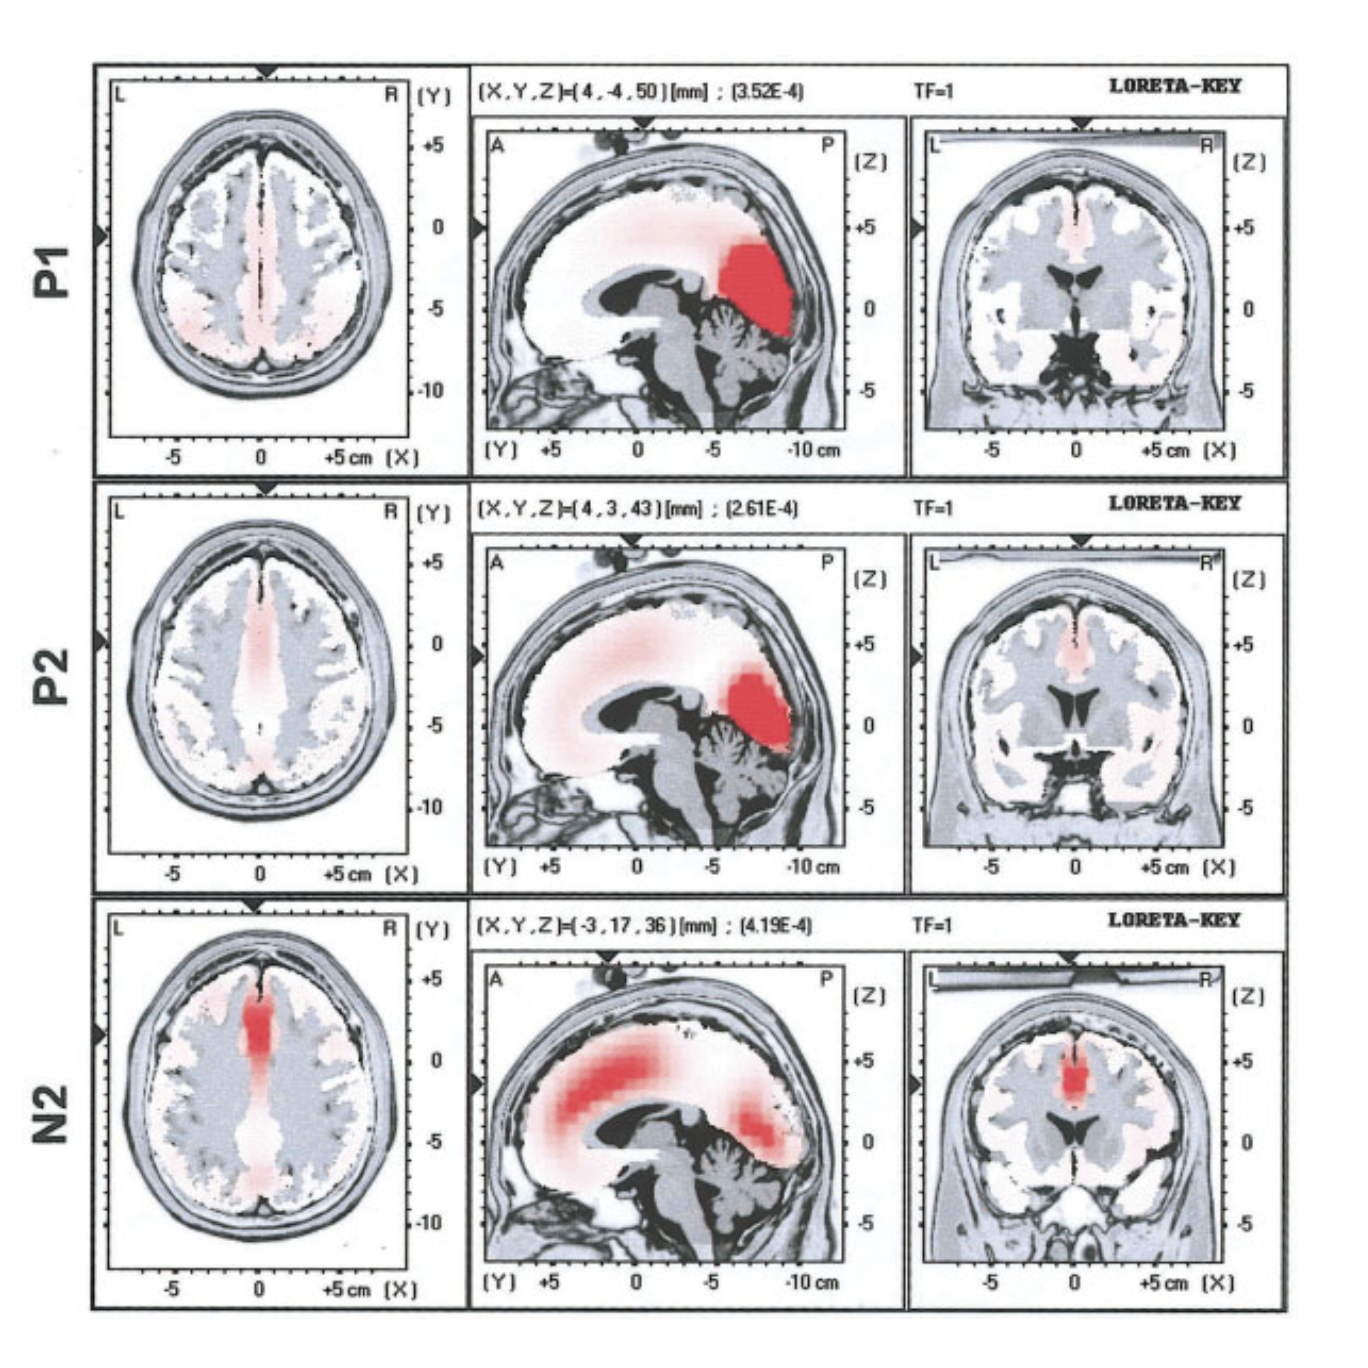 P1
L R (Y)
+5
0
-5
-10
-5 0 +5 cm (X)
(X,Y,Z)=(4,-4,50)[mm] ; (3.52E-4) TF=1 LORETA-KEY
A P (Z)
+5
0
-5
(Y) +5 0 -5 -10 cm
L R (Z)
+5
0
-5
-5 0 +5 cm (X)
P2
L R (Y)
+5
0
-5
-10
-5 0 +5 cm (X)
(X,Y,Z)=(4,3,43)[mm] ; (2.61E-4) TF=1 LORETA-KEY
A P (Z)
+5
0
-5
(Y) +5 0 -5 -10 cm
L R (Z)
+5
0
-5
-5 0 +5 cm (X)
N2
L R (Y)
+5
0
-5
-10
-5 0 +5 cm (X)
(X,Y,Z)=(-3,17,36)[mm] ; (4.19E-4) TF=1 LORETA-KEY
A P (Z)
+5
0
-5
(Y) +5 0 -5 -10 cm
L R (Z)
+5
0
-5
-5 0 +5 cm (X)